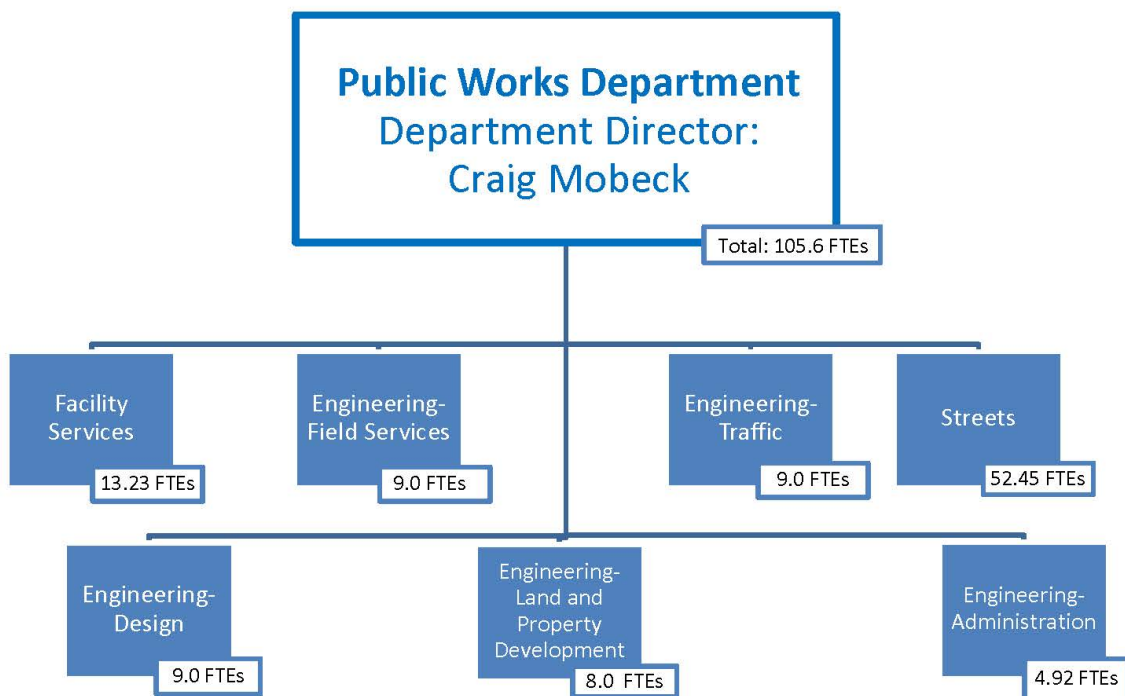 Public Works Department
Department Director:
Craig Mobeck
Total: 105.6 FTEs
Facility
Services
13.23 FTEs
Engineering-
Field Services
9.0 FTEs
Engineering-
Traffic
9.0 FTEs
Streets
52.45 FTEs
Engineering-
Design
9.0 FTEs
Engineering-
Land and
Property
Development
8.0 FTEs
Engineering-
Administration
4.92 FTEs